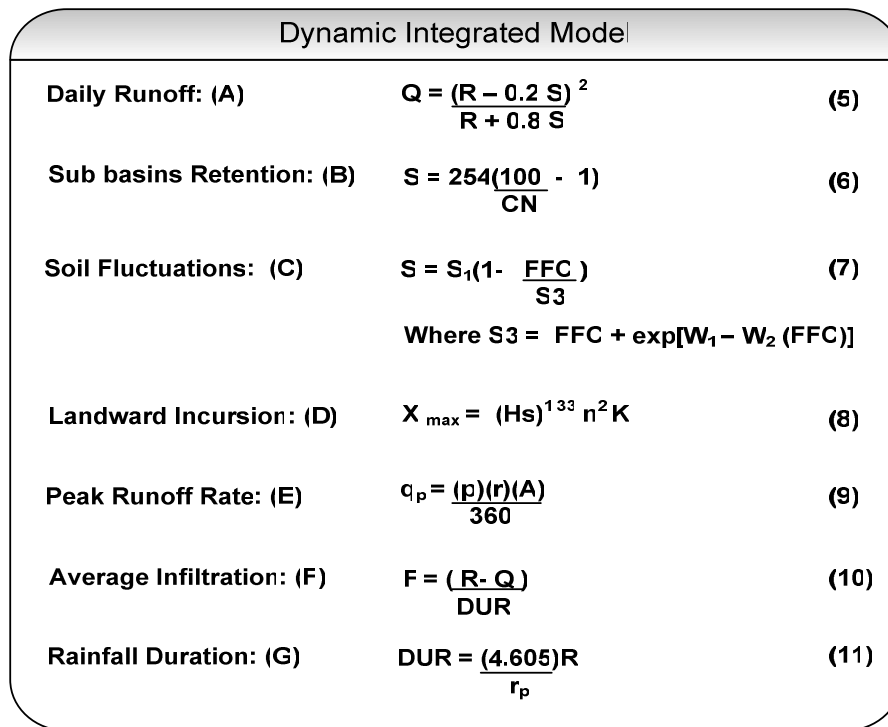 Dynamic Integrated Model
Daily Runoff: (A) Q = (R – 0.2 S) ² / R + 0.8 S (5)
Sub basins Retention: (B) S = 254(100 / CN - 1) (6)
Soil Fluctuations: (C) S = S₁(1- FFC / S3) (7)
Where S3 = FFC + exp[W₁ – W₂ (FFC)]
Landward Incursion: (D) X max = (Hs)¹³³ n² K (8)
Peak Runoff Rate: (E) qₚ = (p)(r)(A) / 360 (9)
Average Infiltration: (F) F = ( R- Q ) / DUR (10)
Rainfall Duration: (G) DUR = (4.605)R / rₚ (11)